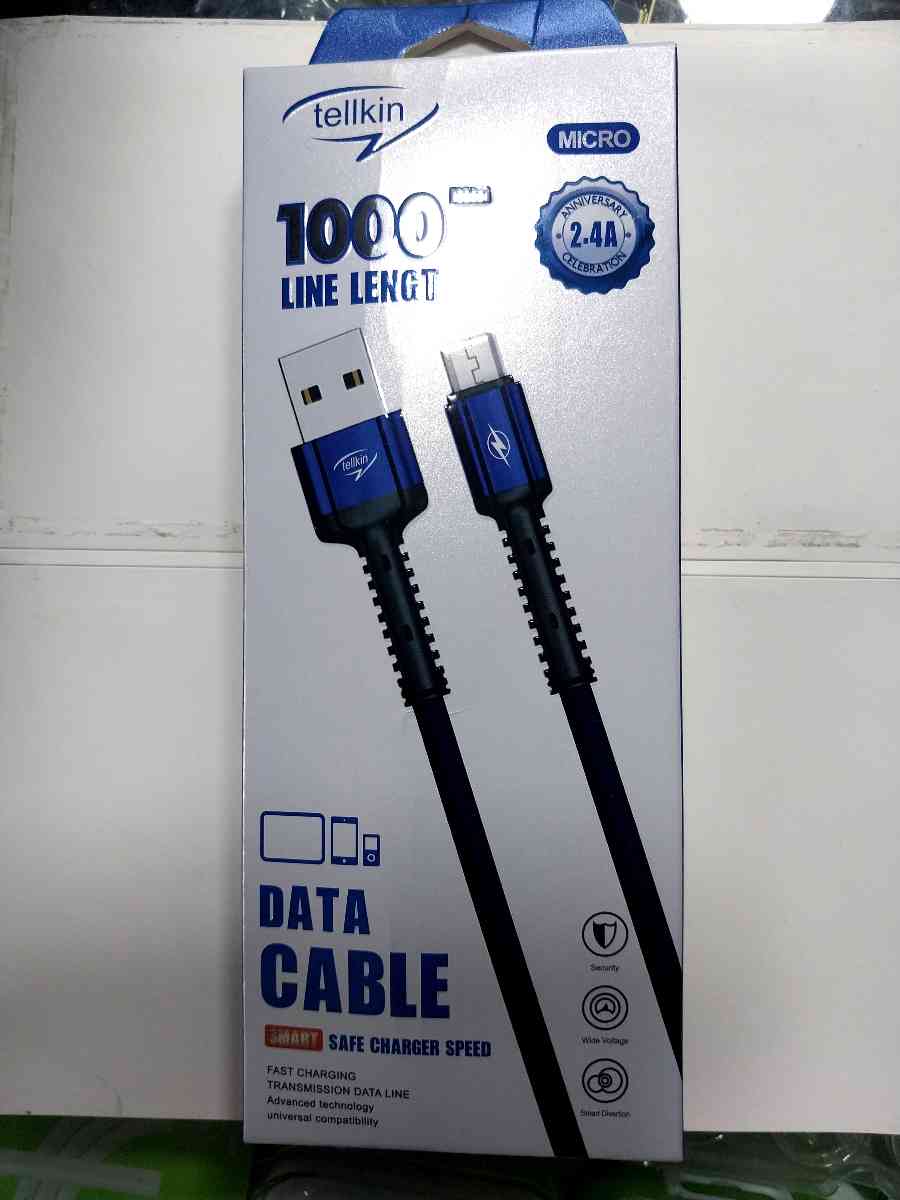 tellkin
MICRO
1000
LINE LENGT
ANNIVERSARY
2.4A
CELEBRATION
tellkin
DATA
CABLE
SMART SAFE CHARGER SPEED
FAST CHARGING
TRANSMISSION DATA LINE
Advanced technology
universal compatibility
Security
Wide Voltage
Smart Divertion